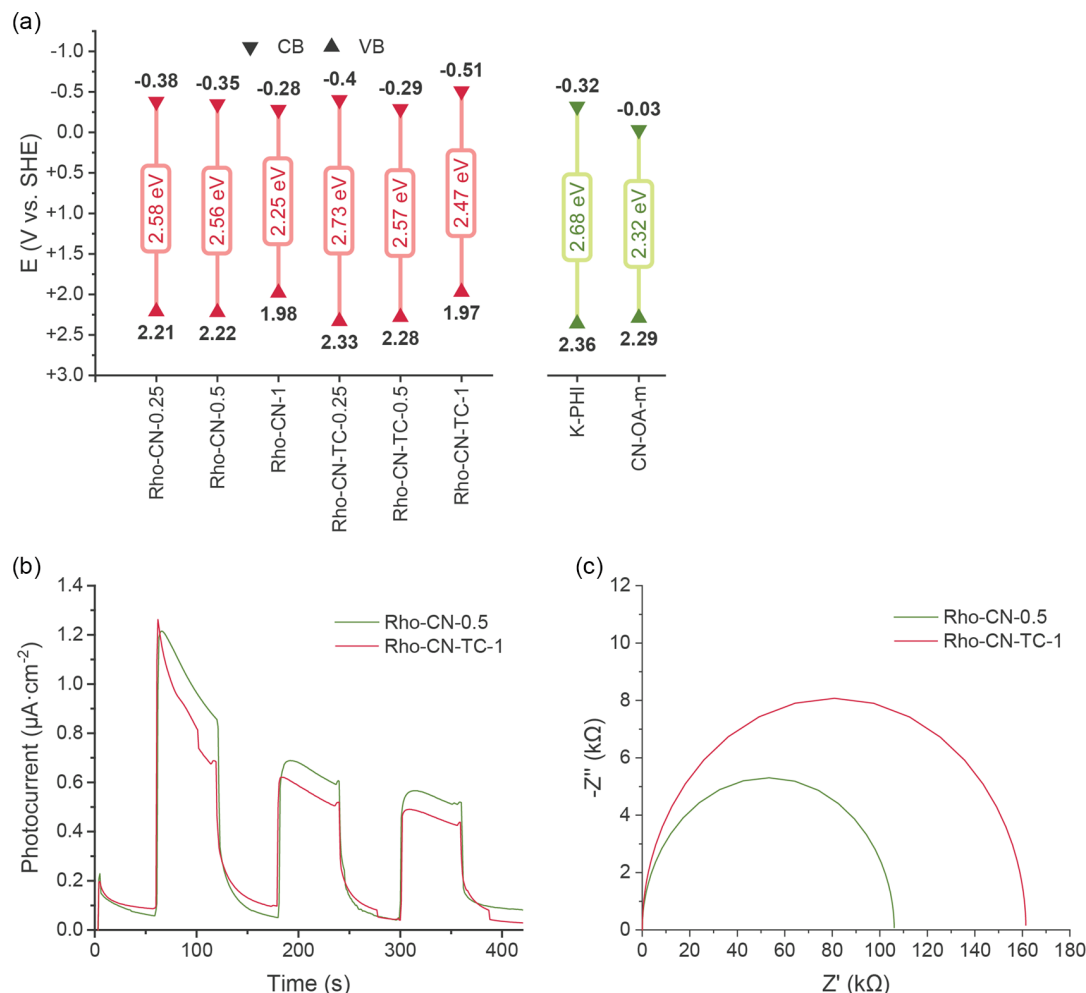 (a)
CB VB
E (V vs. SHE)
-1.0
-0.5
0.0
+0.5
+1.0
+1.5
+2.0
+2.5
+3.0
-0.38 -0.35 -0.28 -0.4 -0.29 -0.51 -0.32 -0.03
2.58 eV 2.56 eV 2.25 eV 2.73 eV 2.57 eV 2.47 eV 2.68 eV 2.32 eV
2.21 2.22 1.98 2.33 2.28 1.97 2.36 2.29
Rho-CN-0.25
Rho-CN-0.5
Rho-CN-1
Rho-CN-TC-0.25
Rho-CN-TC-0.5
Rho-CN-TC-1
K-PHI
CN-OA-m
(b)
Photocurrent (µA·cm-2)
1.4
1.2
1.0
0.8
0.6
0.4
0.2
0.0
Rho-CN-0.5
Rho-CN-TC-1
0 100 200 300 400
Time (s)
(c)
-Z" (kΩ)
12
10
8
6
4
2
0
Rho-CN-0.5
Rho-CN-TC-1
0 20 40 60 80 100 120 140 160 180
Z' (kΩ)